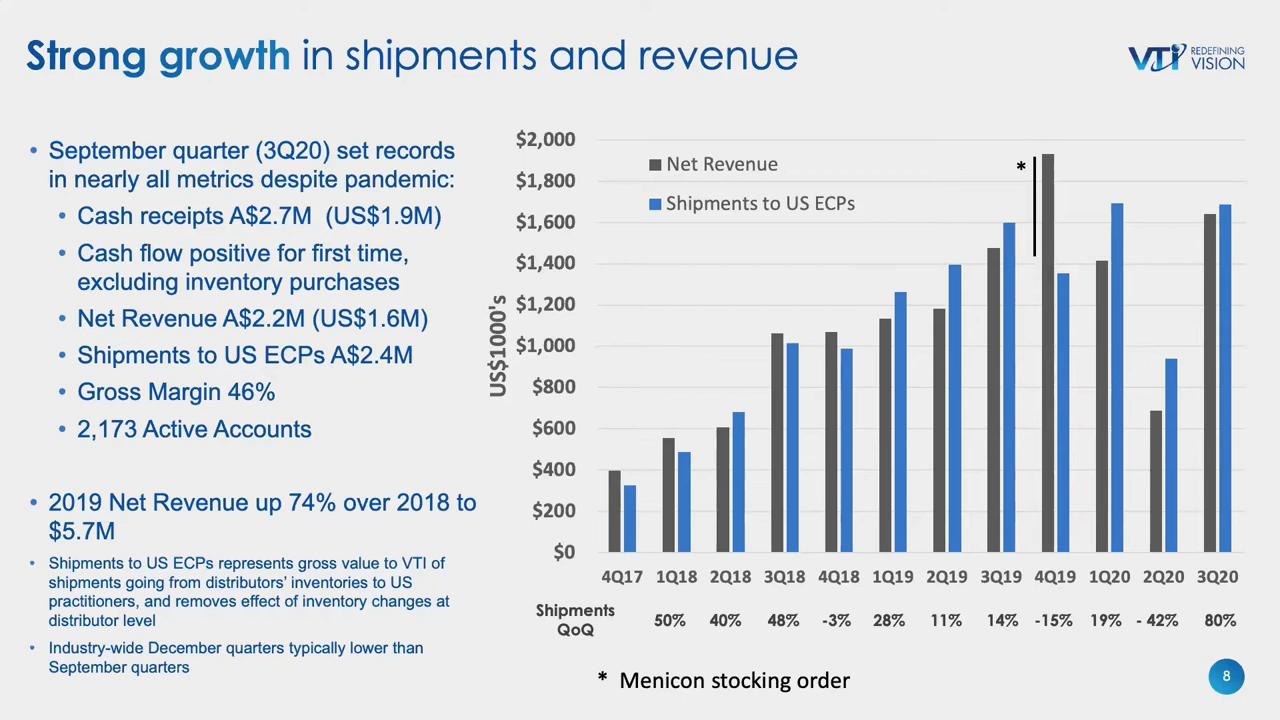 Strong growth in shipments and revenue
VTI REDEFINING
VISION
• September quarter (3Q20) set records
in nearly all metrics despite pandemic:
• Cash receipts A$2.7M (US$1.9M)
• Cash flow positive for first time,
excluding inventory purchases
• Net Revenue A$2.2M (US$1.6M)
• Shipments to US ECPs A$2.4M
• Gross Margin 46%
• 2,173 Active Accounts
• 2019 Net Revenue up 74% over 2018 to
$5.7M
• Shipments to US ECPs represents gross value to VTI of
shipments going from distributors' inventories to US
practitioners, and removes effect of inventory changes at
distributor level
• Industry-wide December quarters typically lower than
September quarters
US$1000's
$2,000
$1,800
$1,600
$1,400
$1,200
$1,000
$800
$600
$400
$200
$0
Net Revenue
Shipments to US ECPs
*
4Q17 1Q18 2Q18 3Q18 4Q18 1Q19 2Q19 3Q19 4Q19 1Q20 2Q20 3Q20
Shipments
QoQ
50% 40% 48% -3% 28% 11% 14% -15% 19% - 42% 80%
* Menicon stocking order
8